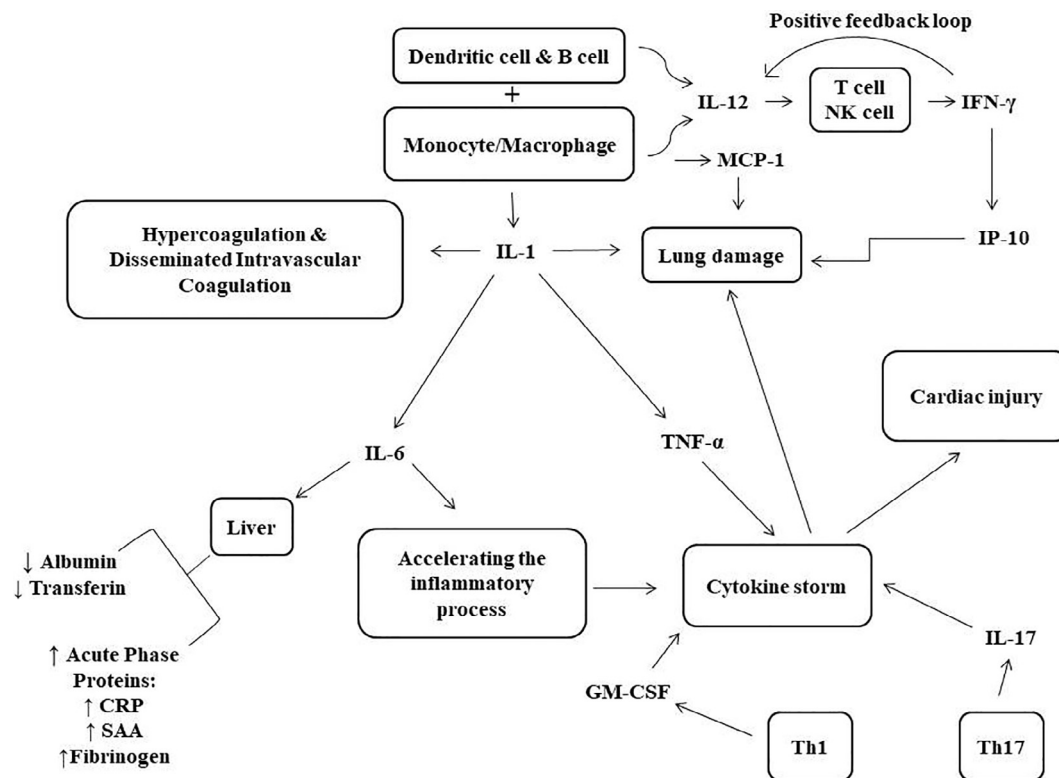 Positive feedback loop
Dendritic cell & B cell
+
Monocyte/Macrophage
IL-12
T cell
NK cell
IFN-γ
MCP-1
Hypercoagulation &
Disseminated Intravascular
Coagulation
IL-1
Lung damage
IP-10
Cardiac injury
IL-6
TNF-α
Liver
↓ Albumin
↓ Transferin
Accelerating the
inflammatory
process
Cytokine storm
IL-17
↑ Acute Phase
Proteins:
↑ CRP
↑ SAA
↑Fibrinogen
GM-CSF
Th1
Th17